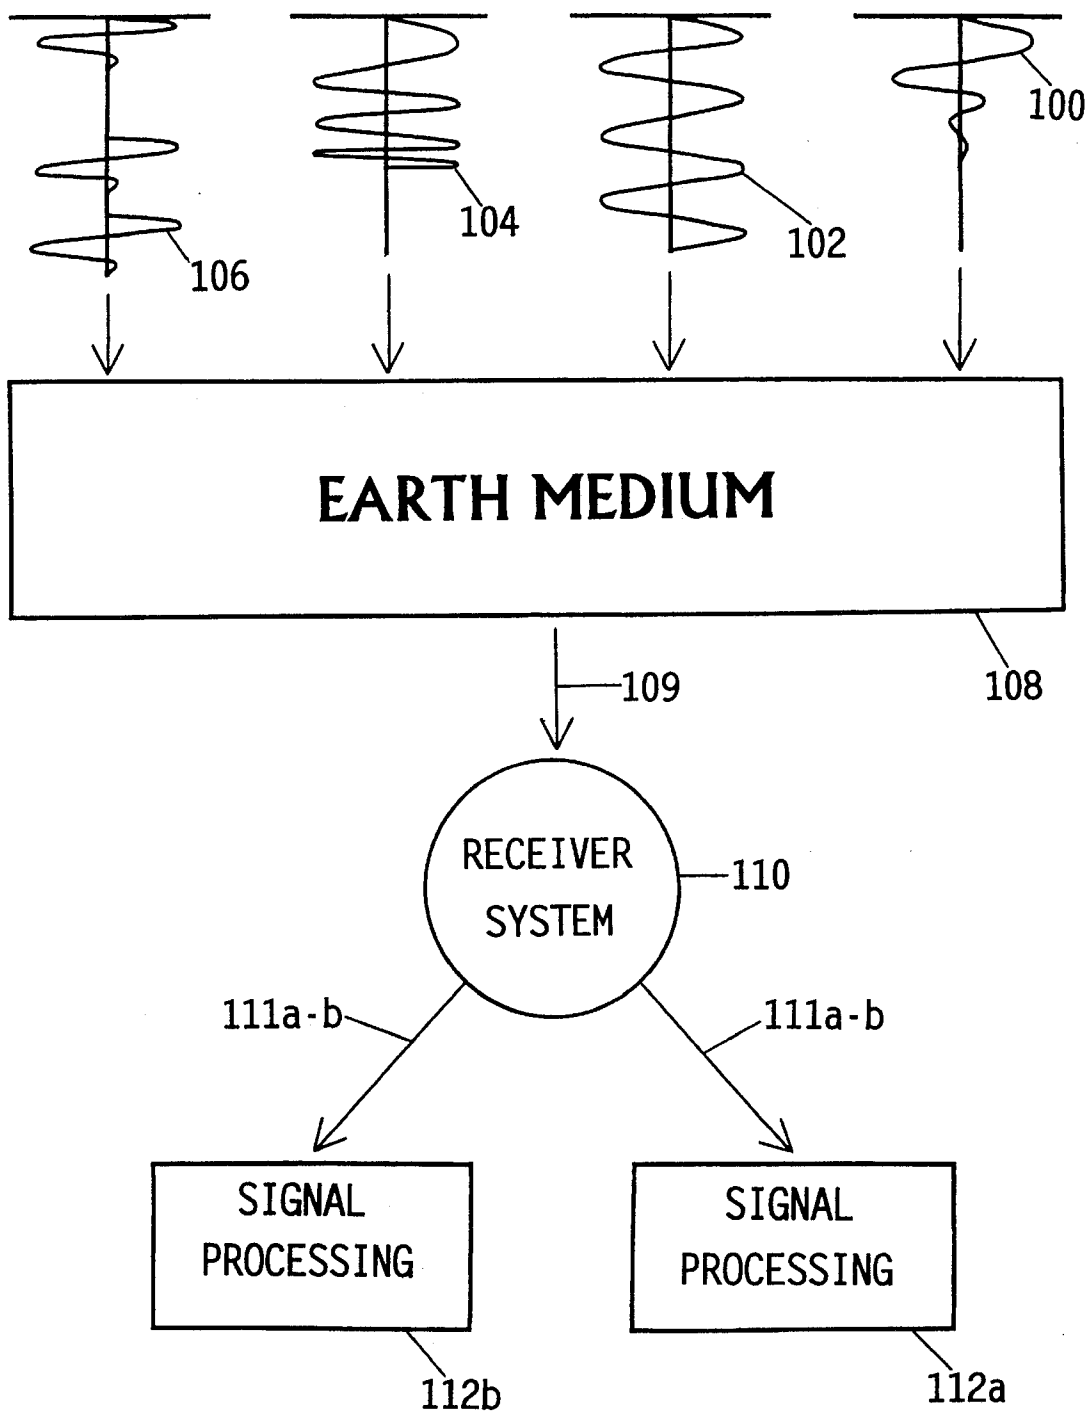 100
104
102
106
EARTH MEDIUM
109
108
RECEIVER
SYSTEM
110
111a-b
111a-b
SIGNAL
PROCESSING
SIGNAL
PROCESSING
112b
112a